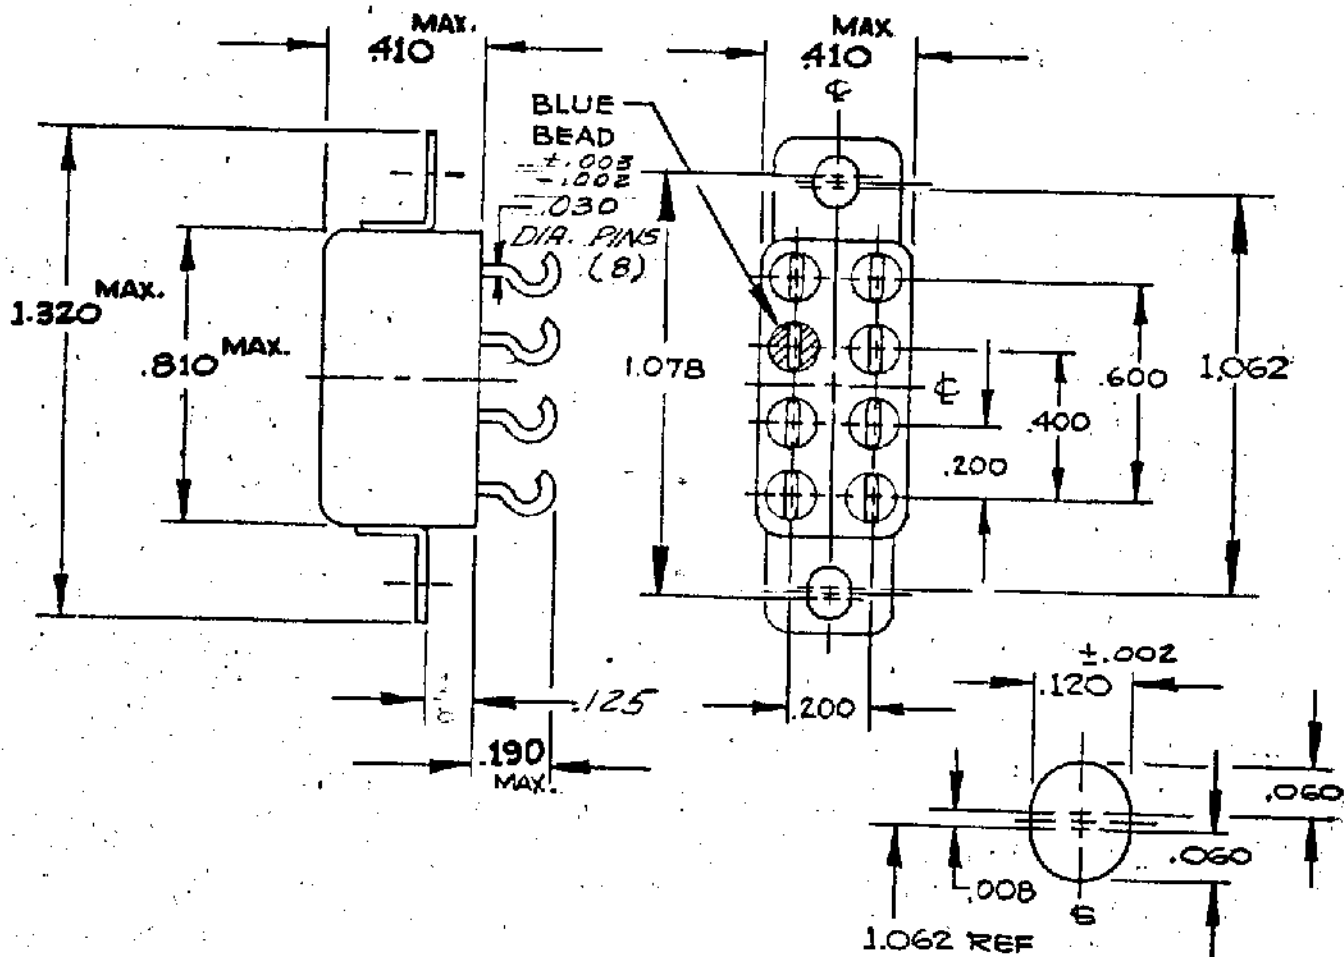 MAX.
.410
MAX
.410
℄
BLUE
BEAD
+.003
-.002
.030
DIA. PINS
(8)
1.320 MAX.
.810 MAX.
1.078
℄
.600
1.062
.400
.200
.125
.190
MAX.
.200
±.002
.120
.060
.060
.008
℄
1.062 REF